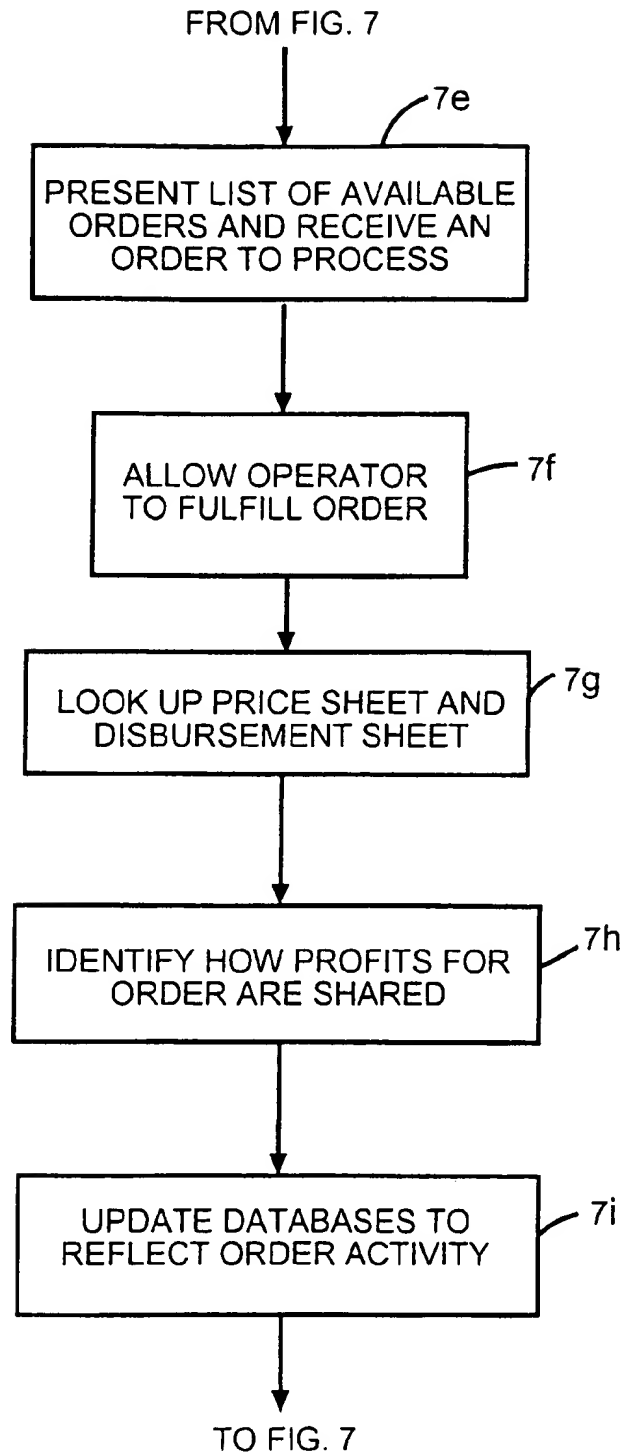 FROM FIG. 7
7e
PRESENT LIST OF AVAILABLE
ORDERS AND RECEIVE AN
ORDER TO PROCESS
7f
ALLOW OPERATOR
TO FULFILL ORDER
7g
LOOK UP PRICE SHEET AND
DISBURSEMENT SHEET
7h
IDENTIFY HOW PROFITS FOR
ORDER ARE SHARED
7i
UPDATE DATABASES TO
REFLECT ORDER ACTIVITY
TO FIG. 7